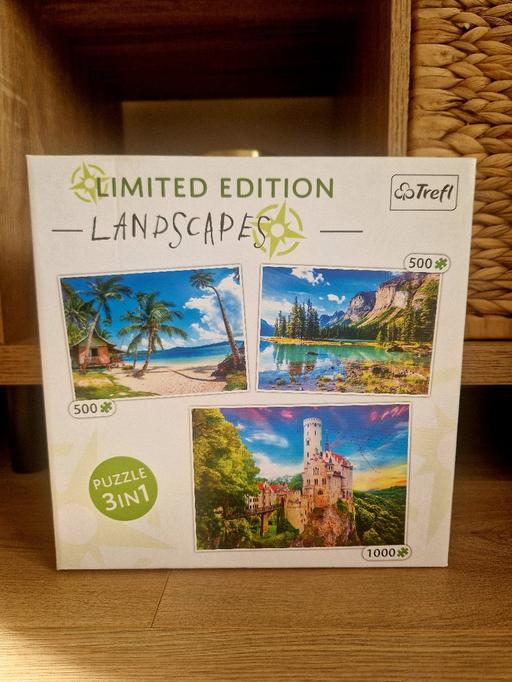 LIMITED EDITION
Trefl
LANDSCAPES
500
500
PUZZLE
3IN1
1000